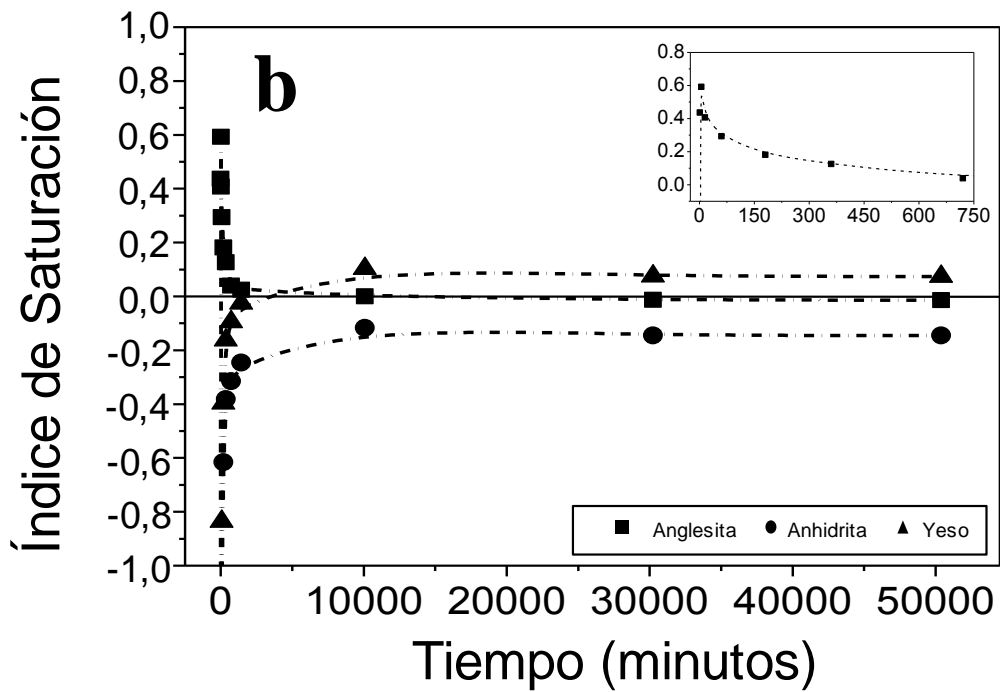 b
Índice de Saturación
1,0
0,8
0,6
0,4
0,2
0,0
-0,2
-0,4
-0,6
-0,8
-1,0
0.8
0.6
0.4
0.2
0.0
0 150 300 450 600 750
Anglesita Anhidrita Yeso
0 10000 20000 30000 40000 50000
Tiempo (minutos)